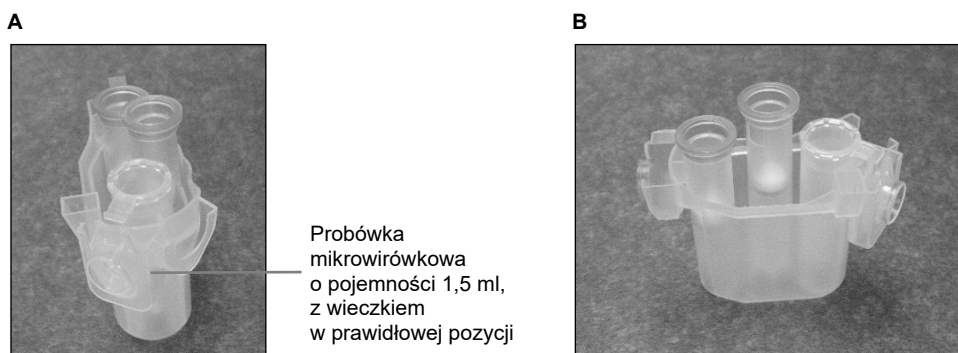 A
B
Probówka
mikrowirówkowa
o pojemności 1,5 ml,
z wieczkiem
w prawidłowej pozycji